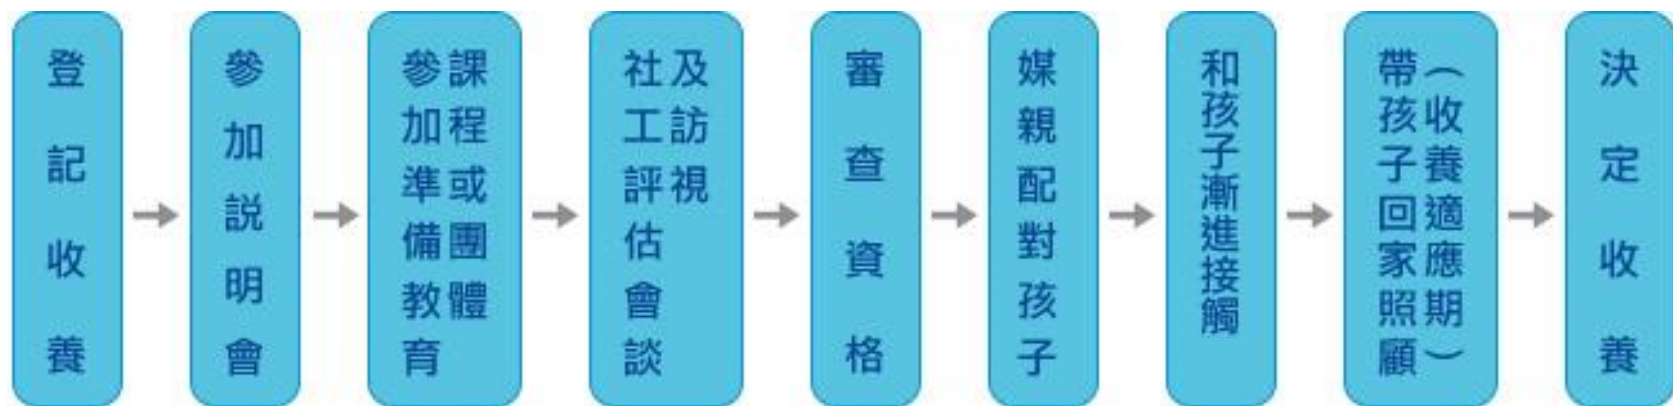 登記收養
參加説明會
參加準備教育
課程或團體
社工評估會談
及訪視
審查資格
媒親配對孩子
和孩子漸進接觸
帶孩子回家照顧
（收養適應期）
決定收養